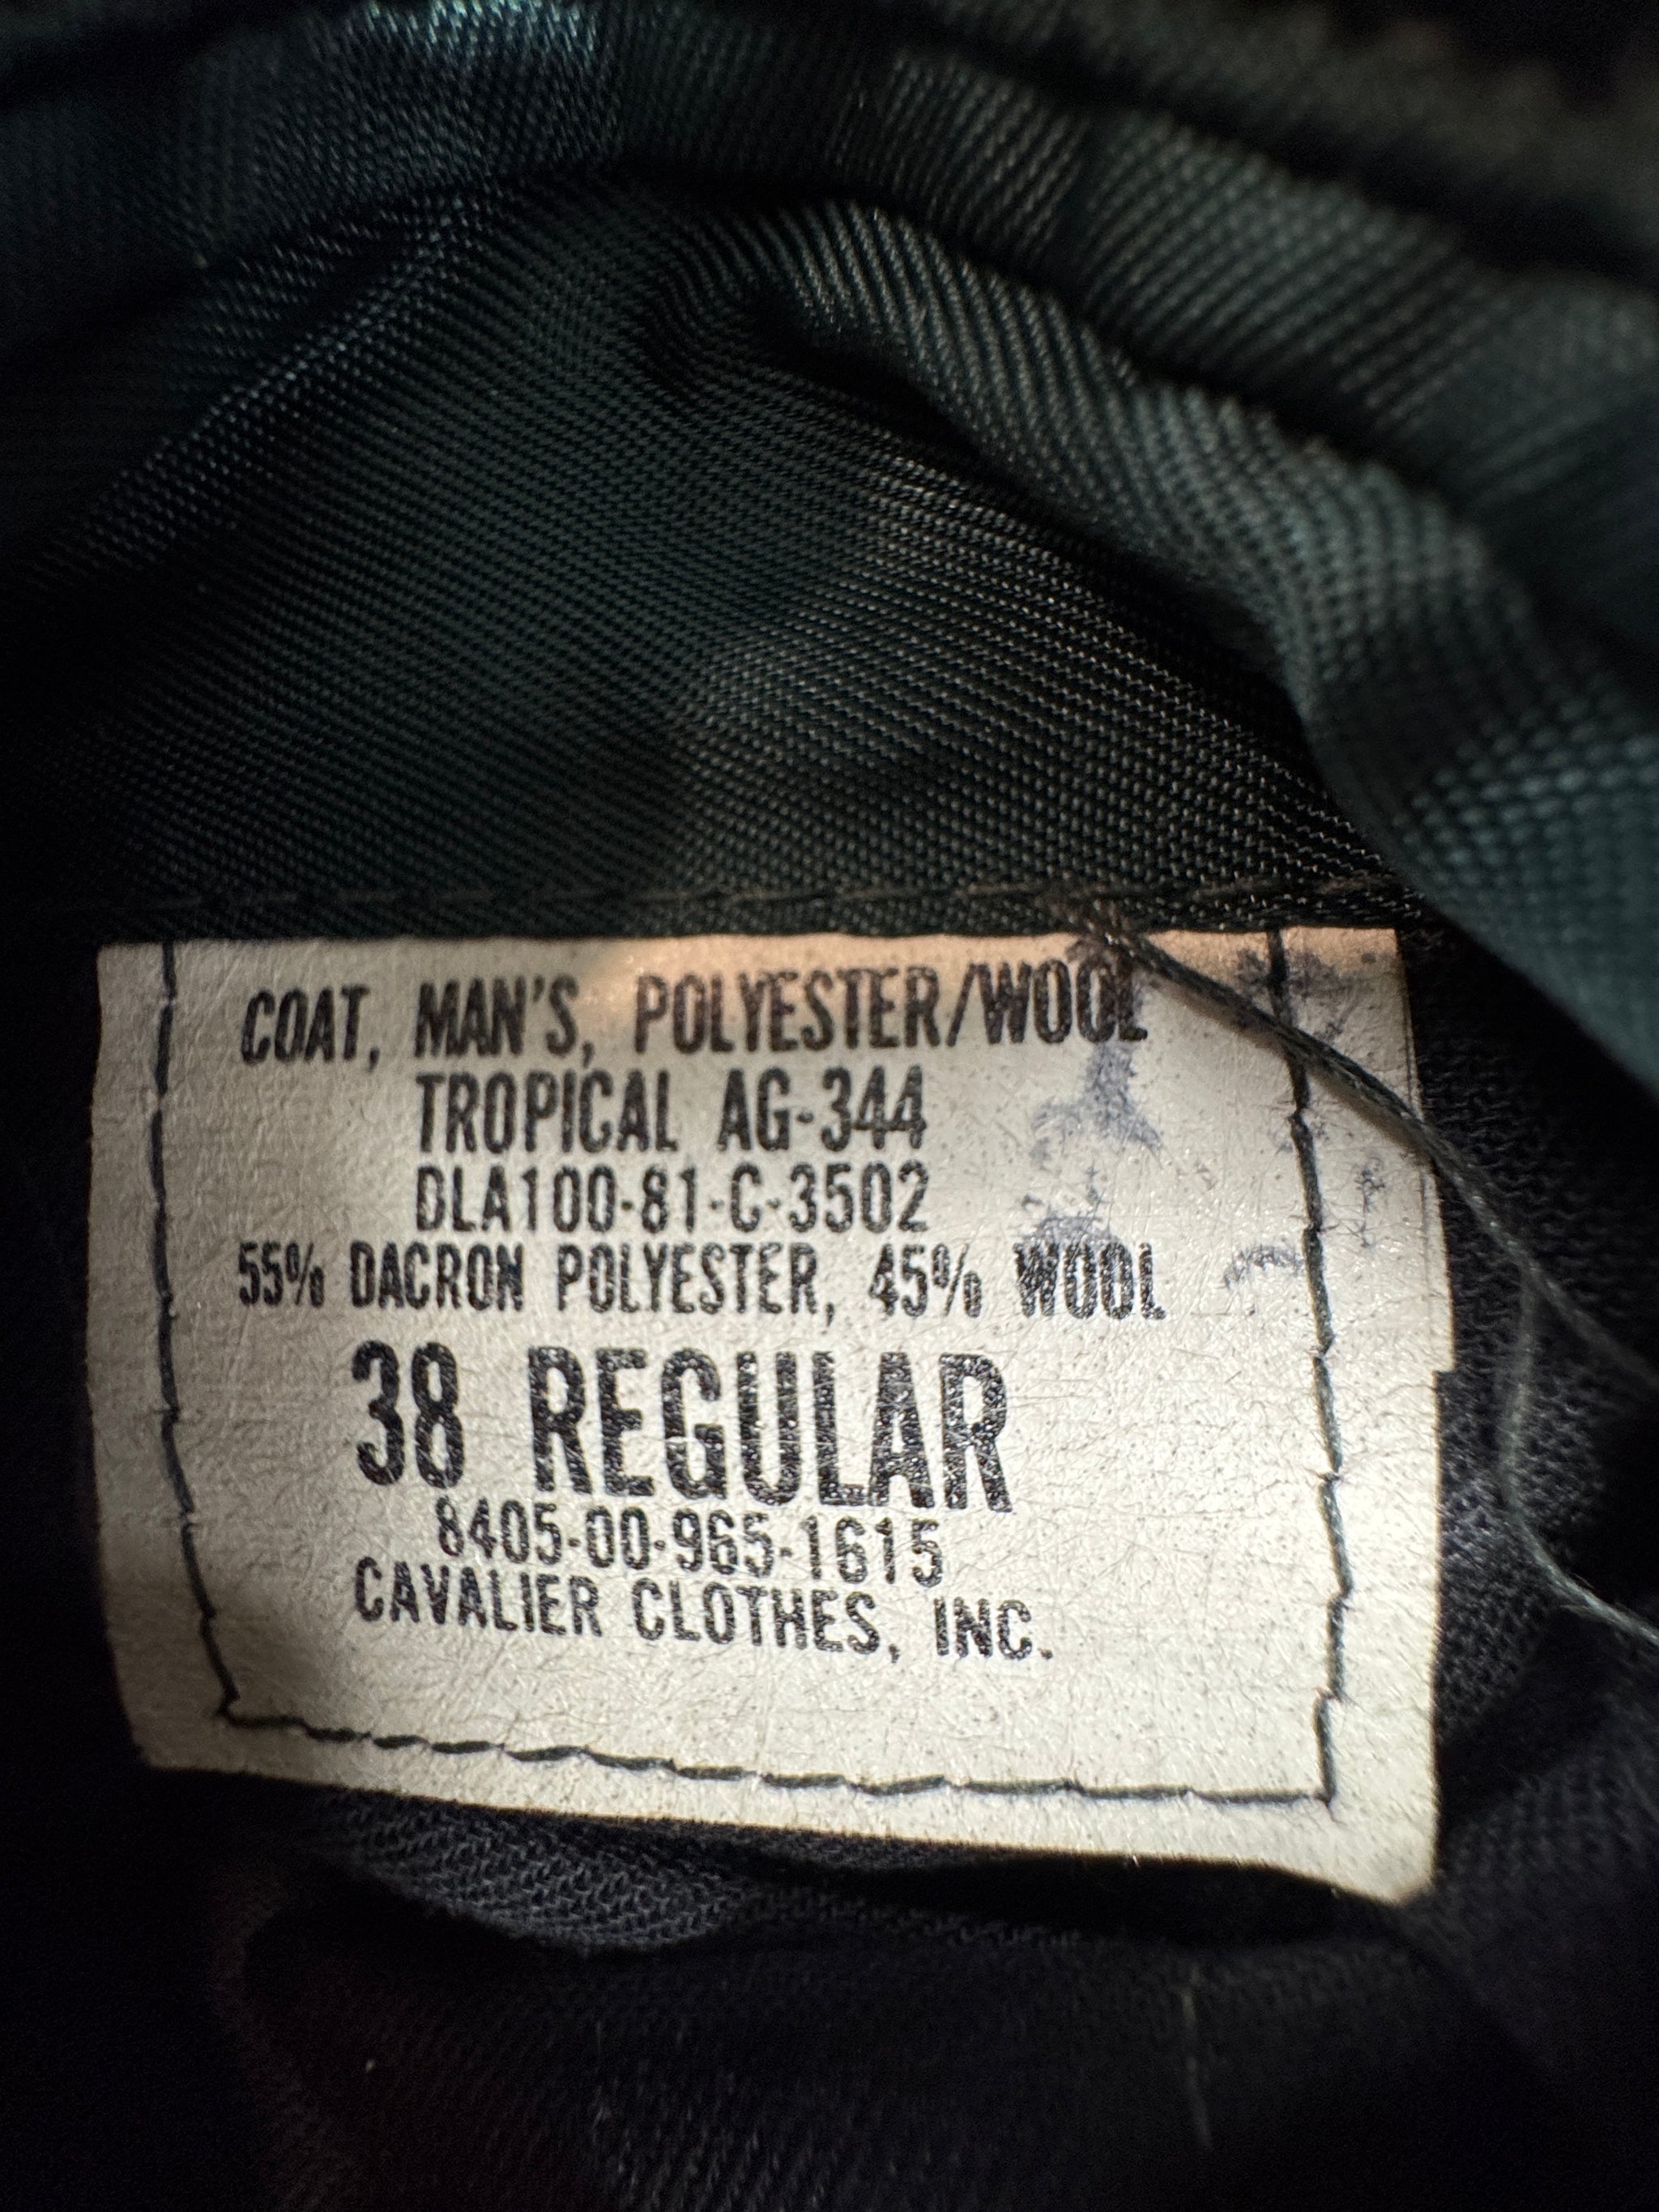 COAT, MAN'S, POLYESTER/WOOL
TROPICAL AG-344
DLA100-81-C-3502
55% DACRON POLYESTER, 45% WOOL
38 REGULAR
8405-00-965-1615
CAVALIER CLOTHES, INC.